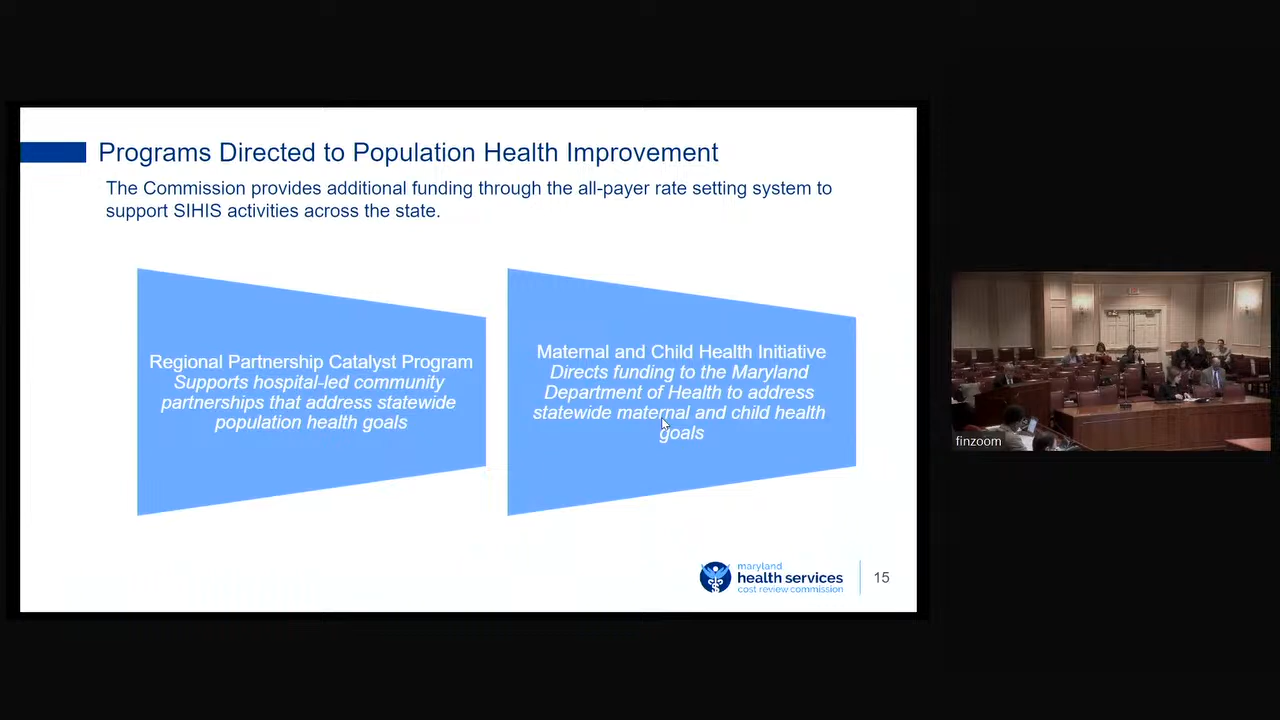 Programs Directed to Population Health Improvement
The Commission provides additional funding through the all-payer rate setting system to
support SIHIS activities across the state.
Regional Partnership Catalyst Program
Supports hospital-led community
partnerships that address statewide
population health goals
Maternal and Child Health Initiative
Directs funding to the Maryland
Department of Health to address
statewide maternal and child health
goals
maryland
health services
cost review commission
15
finzoom